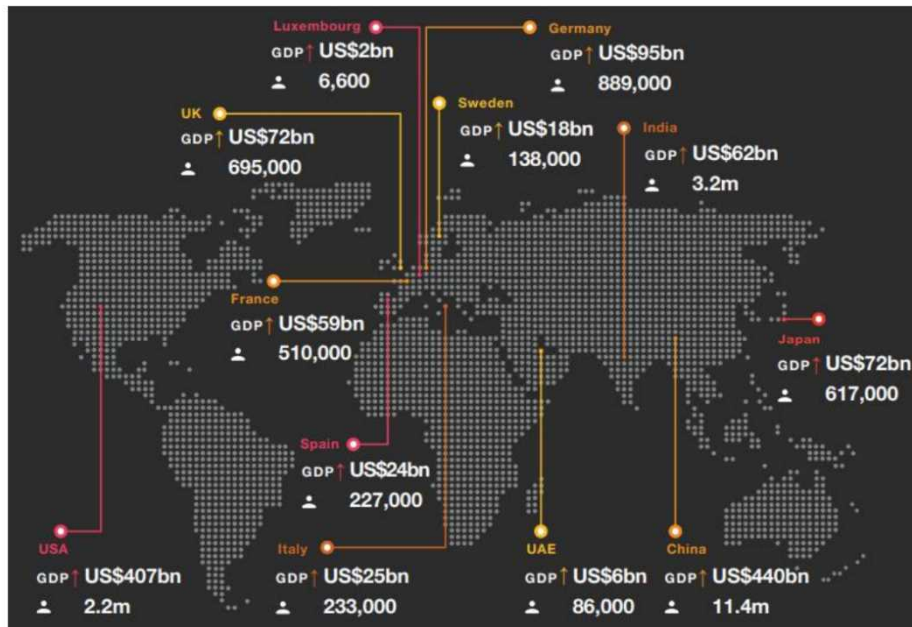 Luxembourg
GDP↑ US$2bn
6,600
Germany
GDP↑ US$95bn
889,000
UK
GDP↑ US$72bn
695,000
Sweden
GDP↑ US$18bn
138,000
India
GDP↑ US$62bn
3.2m
France
GDP↑ US$59bn
510,000
Japan
GDP↑ US$72bn
617,000
Spain
GDP↑ US$24bn
227,000
USA
GDP↑ US$407bn
2.2m
Italy
GDP↑ US$25bn
233,000
UAE
GDP↑ US$6bn
86,000
China
GDP↑ US$440bn
11.4m